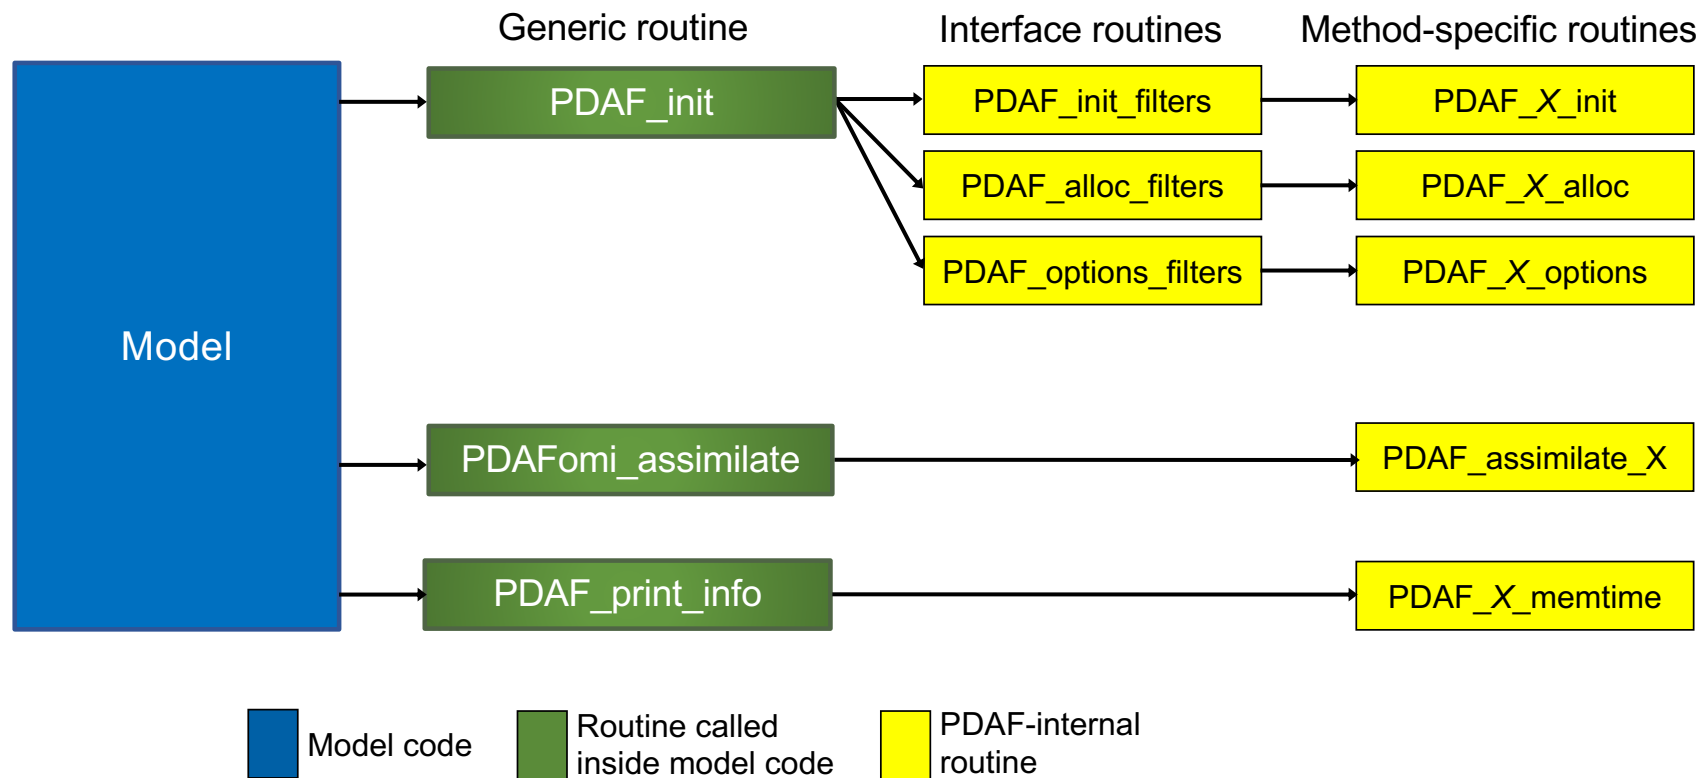 Generic routine
Interface routines
Method-specific routines
PDAF_init
PDAF_init_filters
PDAF_X_init
PDAF_alloc_filters
PDAF_X_alloc
PDAF_options_filters
PDAF_X_options
Model
PDAFomi_assimilate
PDAF_assimilate_X
PDAF_print_info
PDAF_X_memtime
Model code
Routine called
inside model code
PDAF-internal
routine